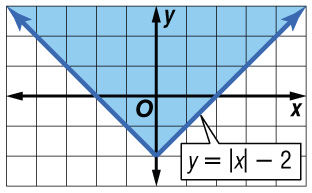 y
O
x
y = |x| − 2